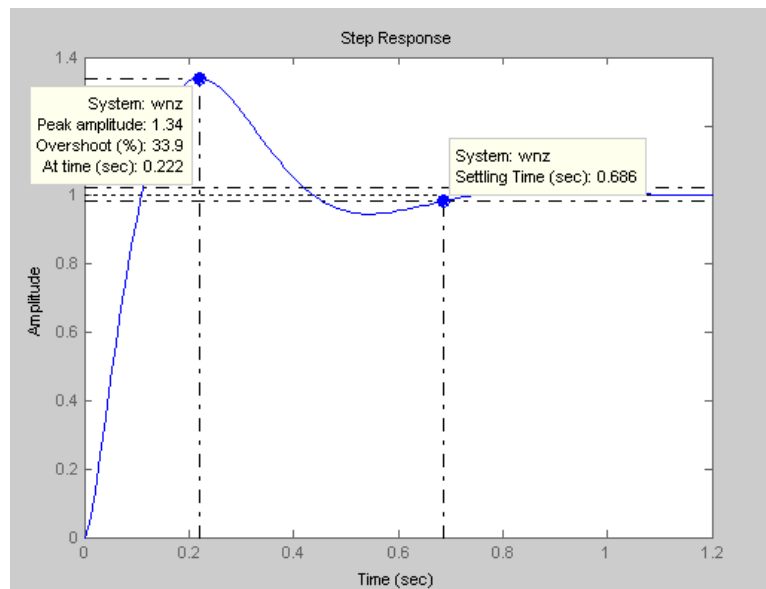 Step Response
1.4
System: wnz
Peak amplitude: 1.34
Overshoot (%): 33.9
At time (sec): 0.222
System: wnz
Settling Time (sec): 0.686
1
0.8
0.6
0.4
0.2
0
Amplitude
0
0.2
0.4
0.6
0.8
1
1.2
Time (sec)